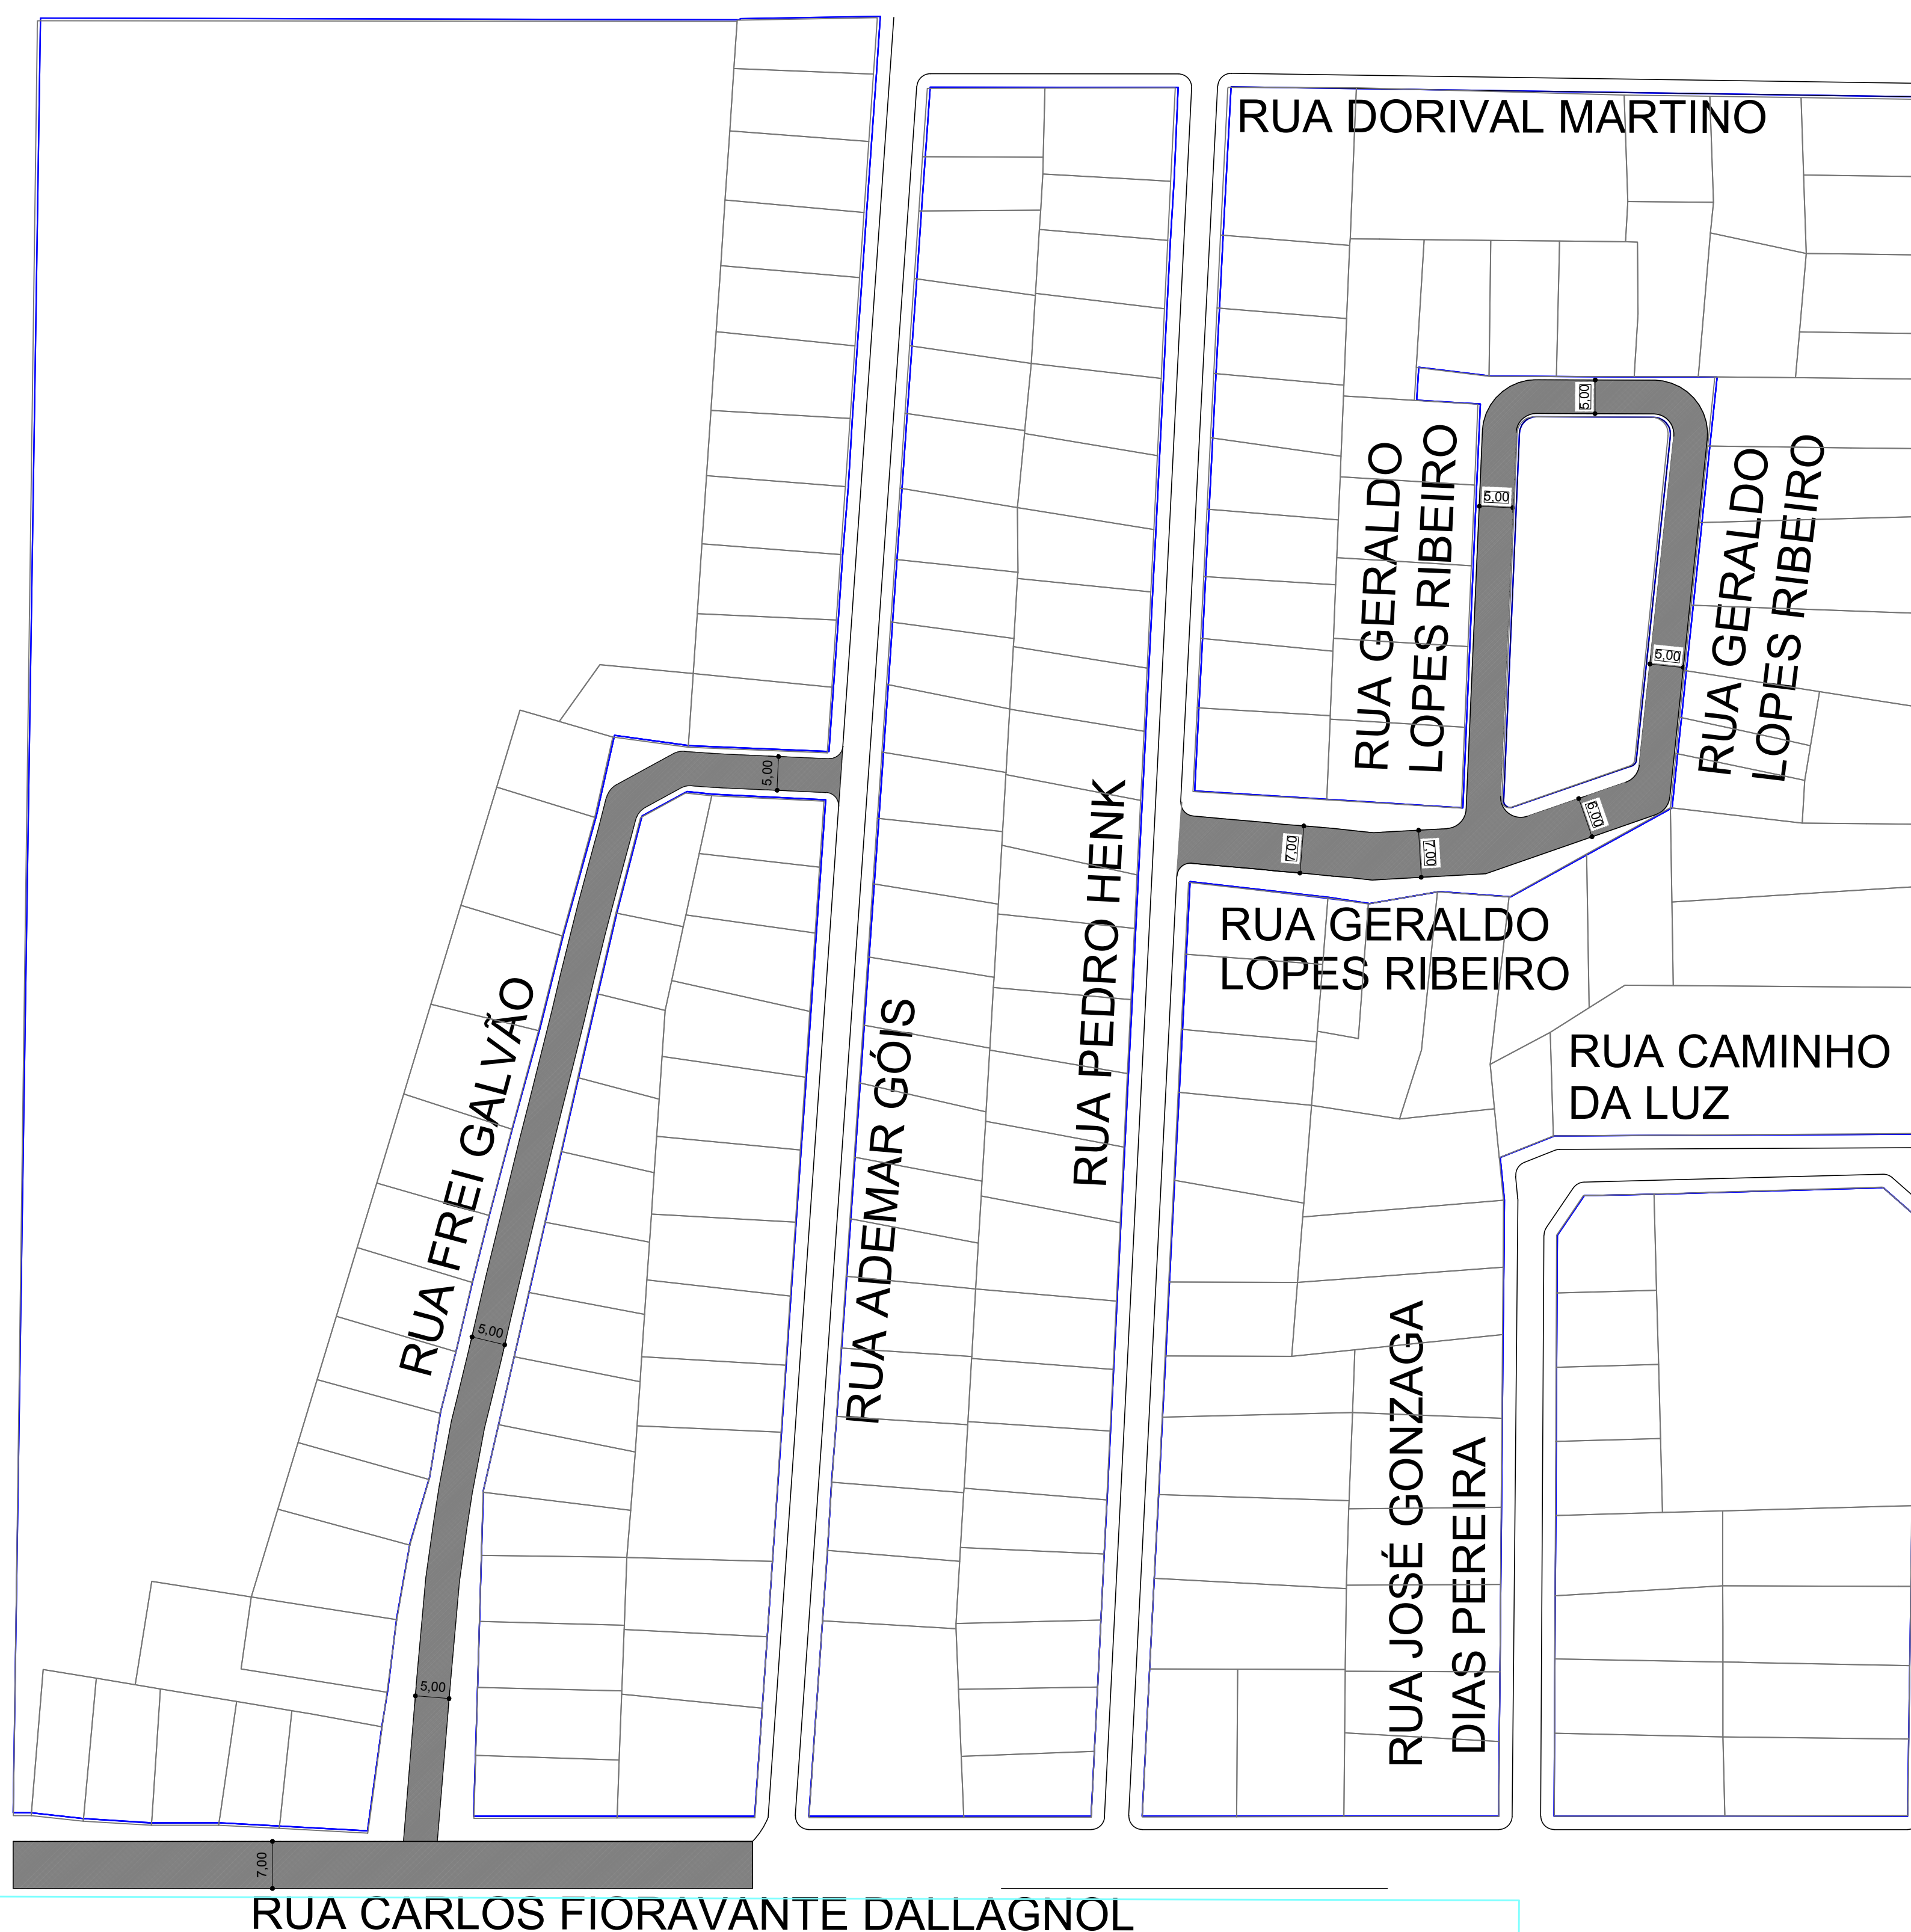 RUA DORIVAL MARTINO
5,00
RUA GERALDO
LOPES RIBEIRO
5,00
RUA GERALDO
LOPES RIBEIRO
5,00
5,00
6,00
7,00
7,00
RUA GERALDO
LOPES RIBEIRO
RUA PEDRO HENK
RUA CAMINHO
DA LUZ
RUA FREI GALVÃO
RUA ADEMAR GÓIS
5,00
RUA JOSÉ GONZAGA
DIAS PEREIRA
5,00
7,00
RUA CARLOS FIORAVANTE DALLAGNOL